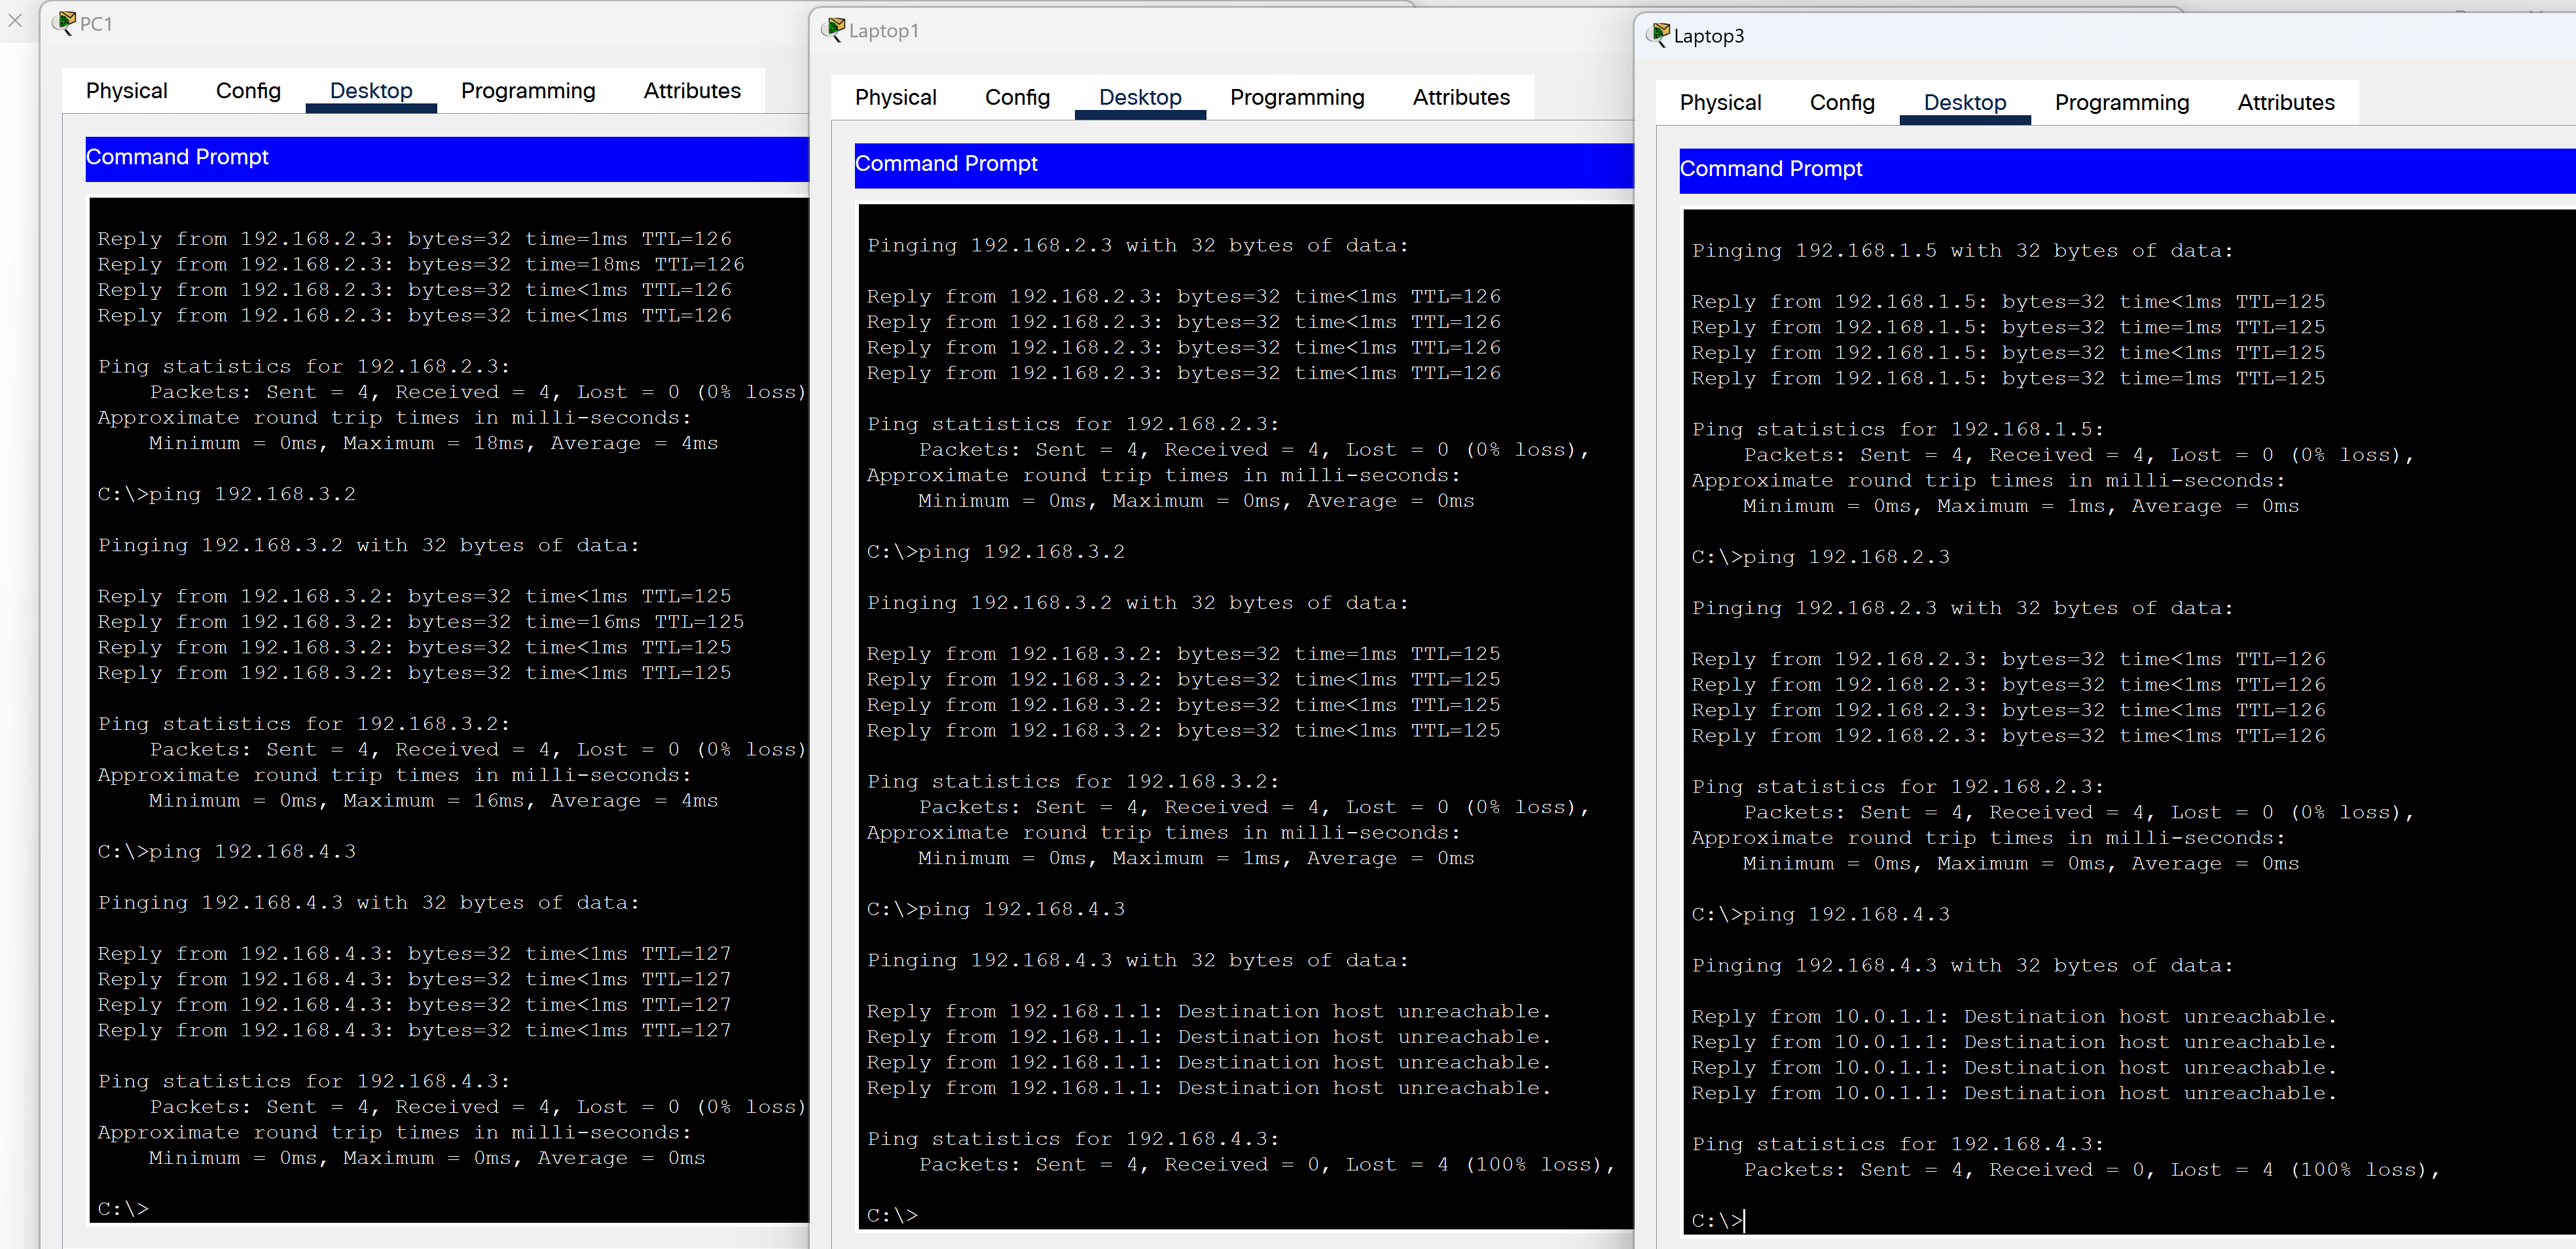 PC1
Physical Config Desktop Programming Attributes
Command Prompt
Reply from 192.168.2.3: bytes=32 time=1ms TTL=126
Reply from 192.168.2.3: bytes=32 time=18ms TTL=126
Reply from 192.168.2.3: bytes=32 time<1ms TTL=126
Reply from 192.168.2.3: bytes=32 time<1ms TTL=126
Ping statistics for 192.168.2.3:
Packets: Sent = 4, Received = 4, Lost = 0 (0% loss)
Approximate round trip times in milli-seconds:
Minimum = 0ms, Maximum = 18ms, Average = 4ms
C:\>ping 192.168.3.2
Pinging 192.168.3.2 with 32 bytes of data:
Reply from 192.168.3.2: bytes=32 time<1ms TTL=125
Reply from 192.168.3.2: bytes=32 time=16ms TTL=125
Reply from 192.168.3.2: bytes=32 time<1ms TTL=125
Reply from 192.168.3.2: bytes=32 time<1ms TTL=125
Ping statistics for 192.168.3.2:
Packets: Sent = 4, Received = 4, Lost = 0 (0% loss)
Approximate round trip times in milli-seconds:
Minimum = 0ms, Maximum = 16ms, Average = 4ms
C:\>ping 192.168.4.3
Pinging 192.168.4.3 with 32 bytes of data:
Reply from 192.168.4.3: bytes=32 time<1ms TTL=127
Reply from 192.168.4.3: bytes=32 time<1ms TTL=127
Reply from 192.168.4.3: bytes=32 time<1ms TTL=127
Reply from 192.168.4.3: bytes=32 time<1ms TTL=127
Ping statistics for 192.168.4.3:
Packets: Sent = 4, Received = 4, Lost = 0 (0% loss)
Approximate round trip times in milli-seconds:
Minimum = 0ms, Maximum = 0ms, Average = 0ms
C:\>
Laptop1
Physical Config Desktop Programming Attributes
Command Prompt
Pinging 192.168.2.3 with 32 bytes of data:
Reply from 192.168.2.3: bytes=32 time<1ms TTL=126
Reply from 192.168.2.3: bytes=32 time<1ms TTL=126
Reply from 192.168.2.3: bytes=32 time<1ms TTL=126
Reply from 192.168.2.3: bytes=32 time<1ms TTL=126
Ping statistics for 192.168.2.3:
Packets: Sent = 4, Received = 4, Lost = 0 (0% loss),
Approximate round trip times in milli-seconds:
Minimum = 0ms, Maximum = 0ms, Average = 0ms
C:\>ping 192.168.3.2
Pinging 192.168.3.2 with 32 bytes of data:
Reply from 192.168.3.2: bytes=32 time=1ms TTL=125
Reply from 192.168.3.2: bytes=32 time<1ms TTL=125
Reply from 192.168.3.2: bytes=32 time<1ms TTL=125
Reply from 192.168.3.2: bytes=32 time<1ms TTL=125
Ping statistics for 192.168.3.2:
Packets: Sent = 4, Received = 4, Lost = 0 (0% loss),
Approximate round trip times in milli-seconds:
Minimum = 0ms, Maximum = 1ms, Average = 0ms
C:\>ping 192.168.4.3
Pinging 192.168.4.3 with 32 bytes of data:
Reply from 192.168.1.1: Destination host unreachable.
Reply from 192.168.1.1: Destination host unreachable.
Reply from 192.168.1.1: Destination host unreachable.
Reply from 192.168.1.1: Destination host unreachable.
Ping statistics for 192.168.4.3:
Packets: Sent = 4, Received = 0, Lost = 4 (100% loss),
C:\>
Laptop3
Physical Config Desktop Programming Attributes
Command Prompt
Pinging 192.168.1.5 with 32 bytes of data:
Reply from 192.168.1.5: bytes=32 time<1ms TTL=125
Reply from 192.168.1.5: bytes=32 time=1ms TTL=125
Reply from 192.168.1.5: bytes=32 time<1ms TTL=125
Reply from 192.168.1.5: bytes=32 time=1ms TTL=125
Ping statistics for 192.168.1.5:
Packets: Sent = 4, Received = 4, Lost = 0 (0% loss),
Approximate round trip times in milli-seconds:
Minimum = 0ms, Maximum = 1ms, Average = 0ms
C:\>ping 192.168.2.3
Pinging 192.168.2.3 with 32 bytes of data:
Reply from 192.168.2.3: bytes=32 time<1ms TTL=126
Reply from 192.168.2.3: bytes=32 time<1ms TTL=126
Reply from 192.168.2.3: bytes=32 time<1ms TTL=126
Reply from 192.168.2.3: bytes=32 time<1ms TTL=126
Ping statistics for 192.168.2.3:
Packets: Sent = 4, Received = 4, Lost = 0 (0% loss),
Approximate round trip times in milli-seconds:
Minimum = 0ms, Maximum = 0ms, Average = 0ms
C:\>ping 192.168.4.3
Pinging 192.168.4.3 with 32 bytes of data:
Reply from 10.0.1.1: Destination host unreachable.
Reply from 10.0.1.1: Destination host unreachable.
Reply from 10.0.1.1: Destination host unreachable.
Reply from 10.0.1.1: Destination host unreachable.
Ping statistics for 192.168.4.3:
Packets: Sent = 4, Received = 0, Lost = 4 (100% loss),
C:\>